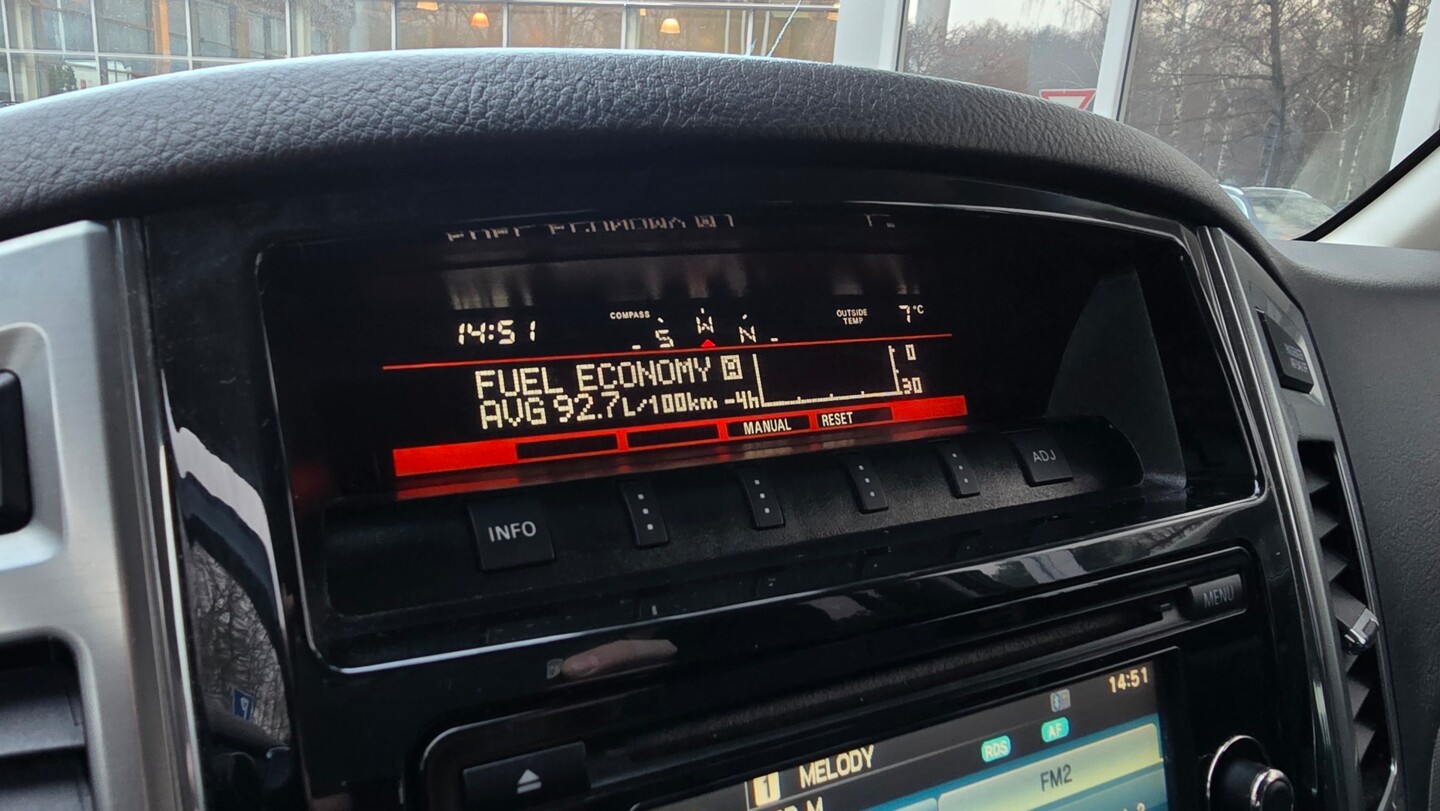 14:51
COMPASS
S W N
OUTSIDE
TEMP
7°C
FUEL ECONOMY A
AVG 92.7L/100km -4h
0
30
MANUAL RESET
INFO
ADJ
MENU
14:51
RDS AF
1 MELODY
FM2